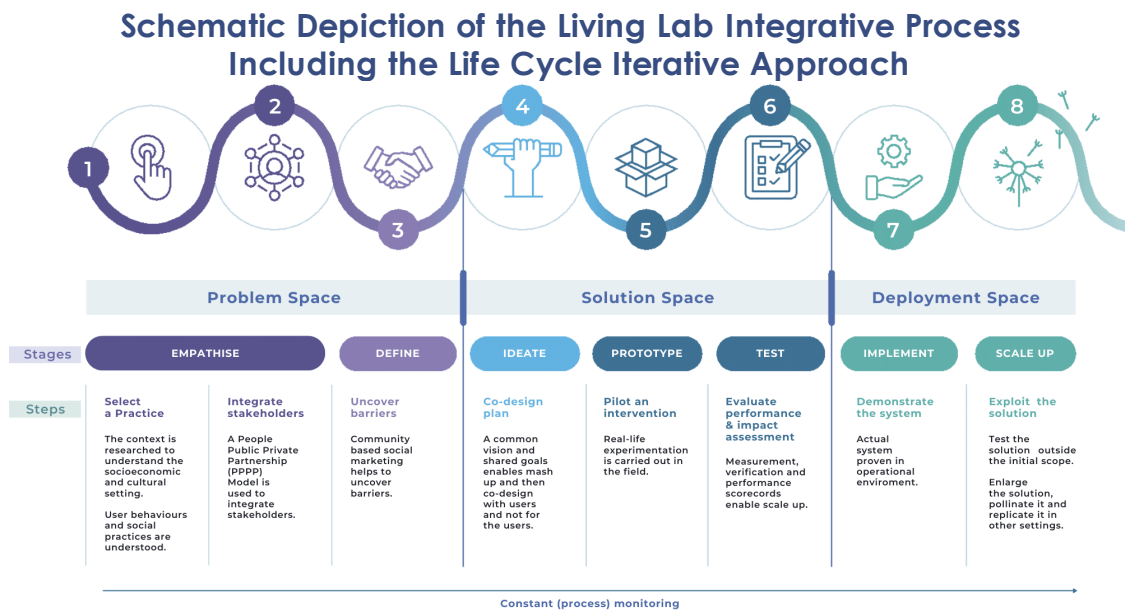 Schematic Depiction of the Living Lab Integrative Process
Including the Life Cycle Iterative Approach
1
2
3
4
5
6
7
8
Problem Space
Solution Space
Deployment Space
Stages
EMPATHISE
DEFINE
IDEATE
PROTOTYPE
TEST
IMPLEMENT
SCALE UP
Steps
Select
a Practice
The context is
researched to
understand the
socioeconomic
and cultural
setting.
User behaviours
and social
practices are
understood.
Integrate
stakeholders
A People
Public Private
Partnership
(PPPP)
Model is
used to
integrate
stakeholders.
Uncover
barriers
Community
based social
marketing
helps to
uncover
barriers.
Co-design
plan
A common
vision and
shared goals
enables mash
up and then
co-design
with users
and not for
the users.
Pilot an
intervention
Real-life
experimentation
is carried out in
the field.
Evaluate
performance
& impact
assessment
Measurement,
verification and
performance
scorecords
enable scale up.
Demonstrate
the system
Actual
system
proven in
operational
enviroment.
Exploit the
solution
Test the
solution outside
the initial scope.
Enlarge
the solution,
pollinate it and
replicate it in
other settings.
Constant (process) monitoring